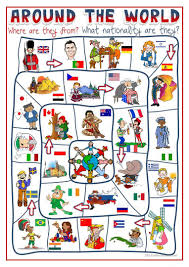 AROUND THE WORLD
Where are they from? What nationality are they?